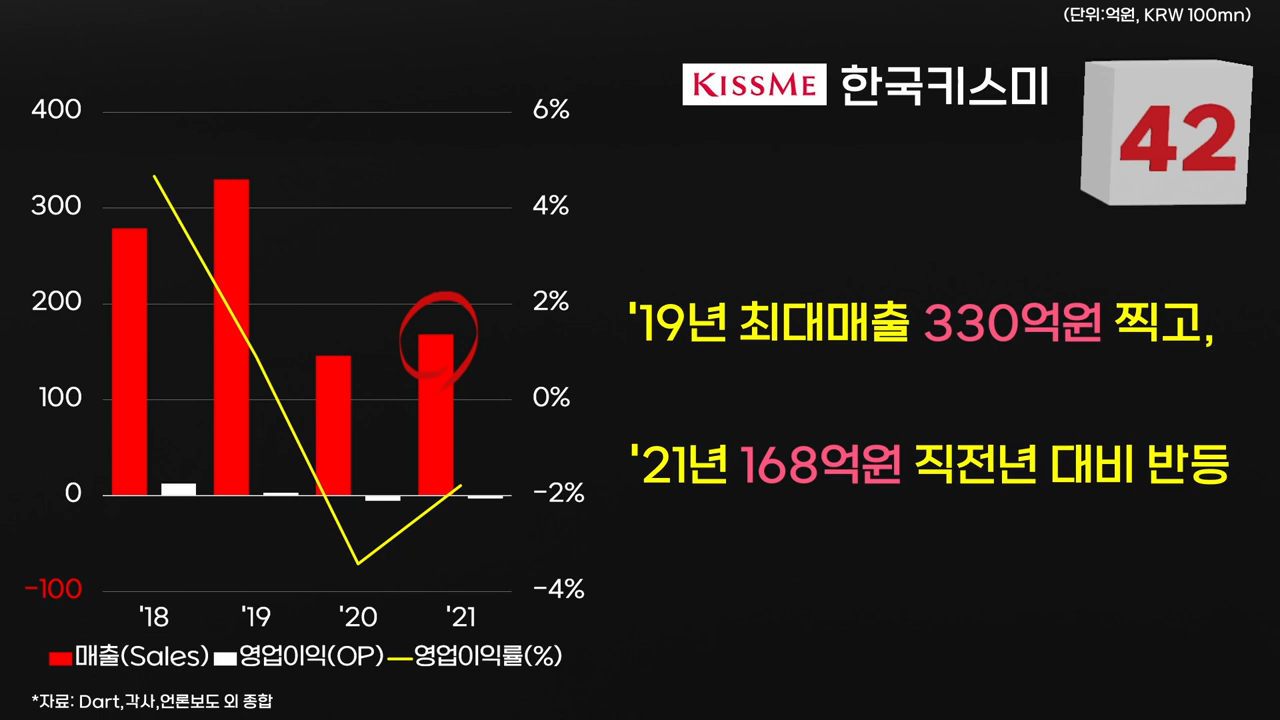 (단위:억원, KRW 100mn)
KISSME 한국키스미
42
400
300
200
100
0
-100
6%
4%
2%
0%
-2%
-4%
'18 '19 '20 '21
매출(Sales) 영업이익(OP) 영업이익률(%)
*자료: Dart,각사,언론보도 외 종합
'19년 최대매출 330억원 찍고,
'21년 168억원 직전년 대비 반등